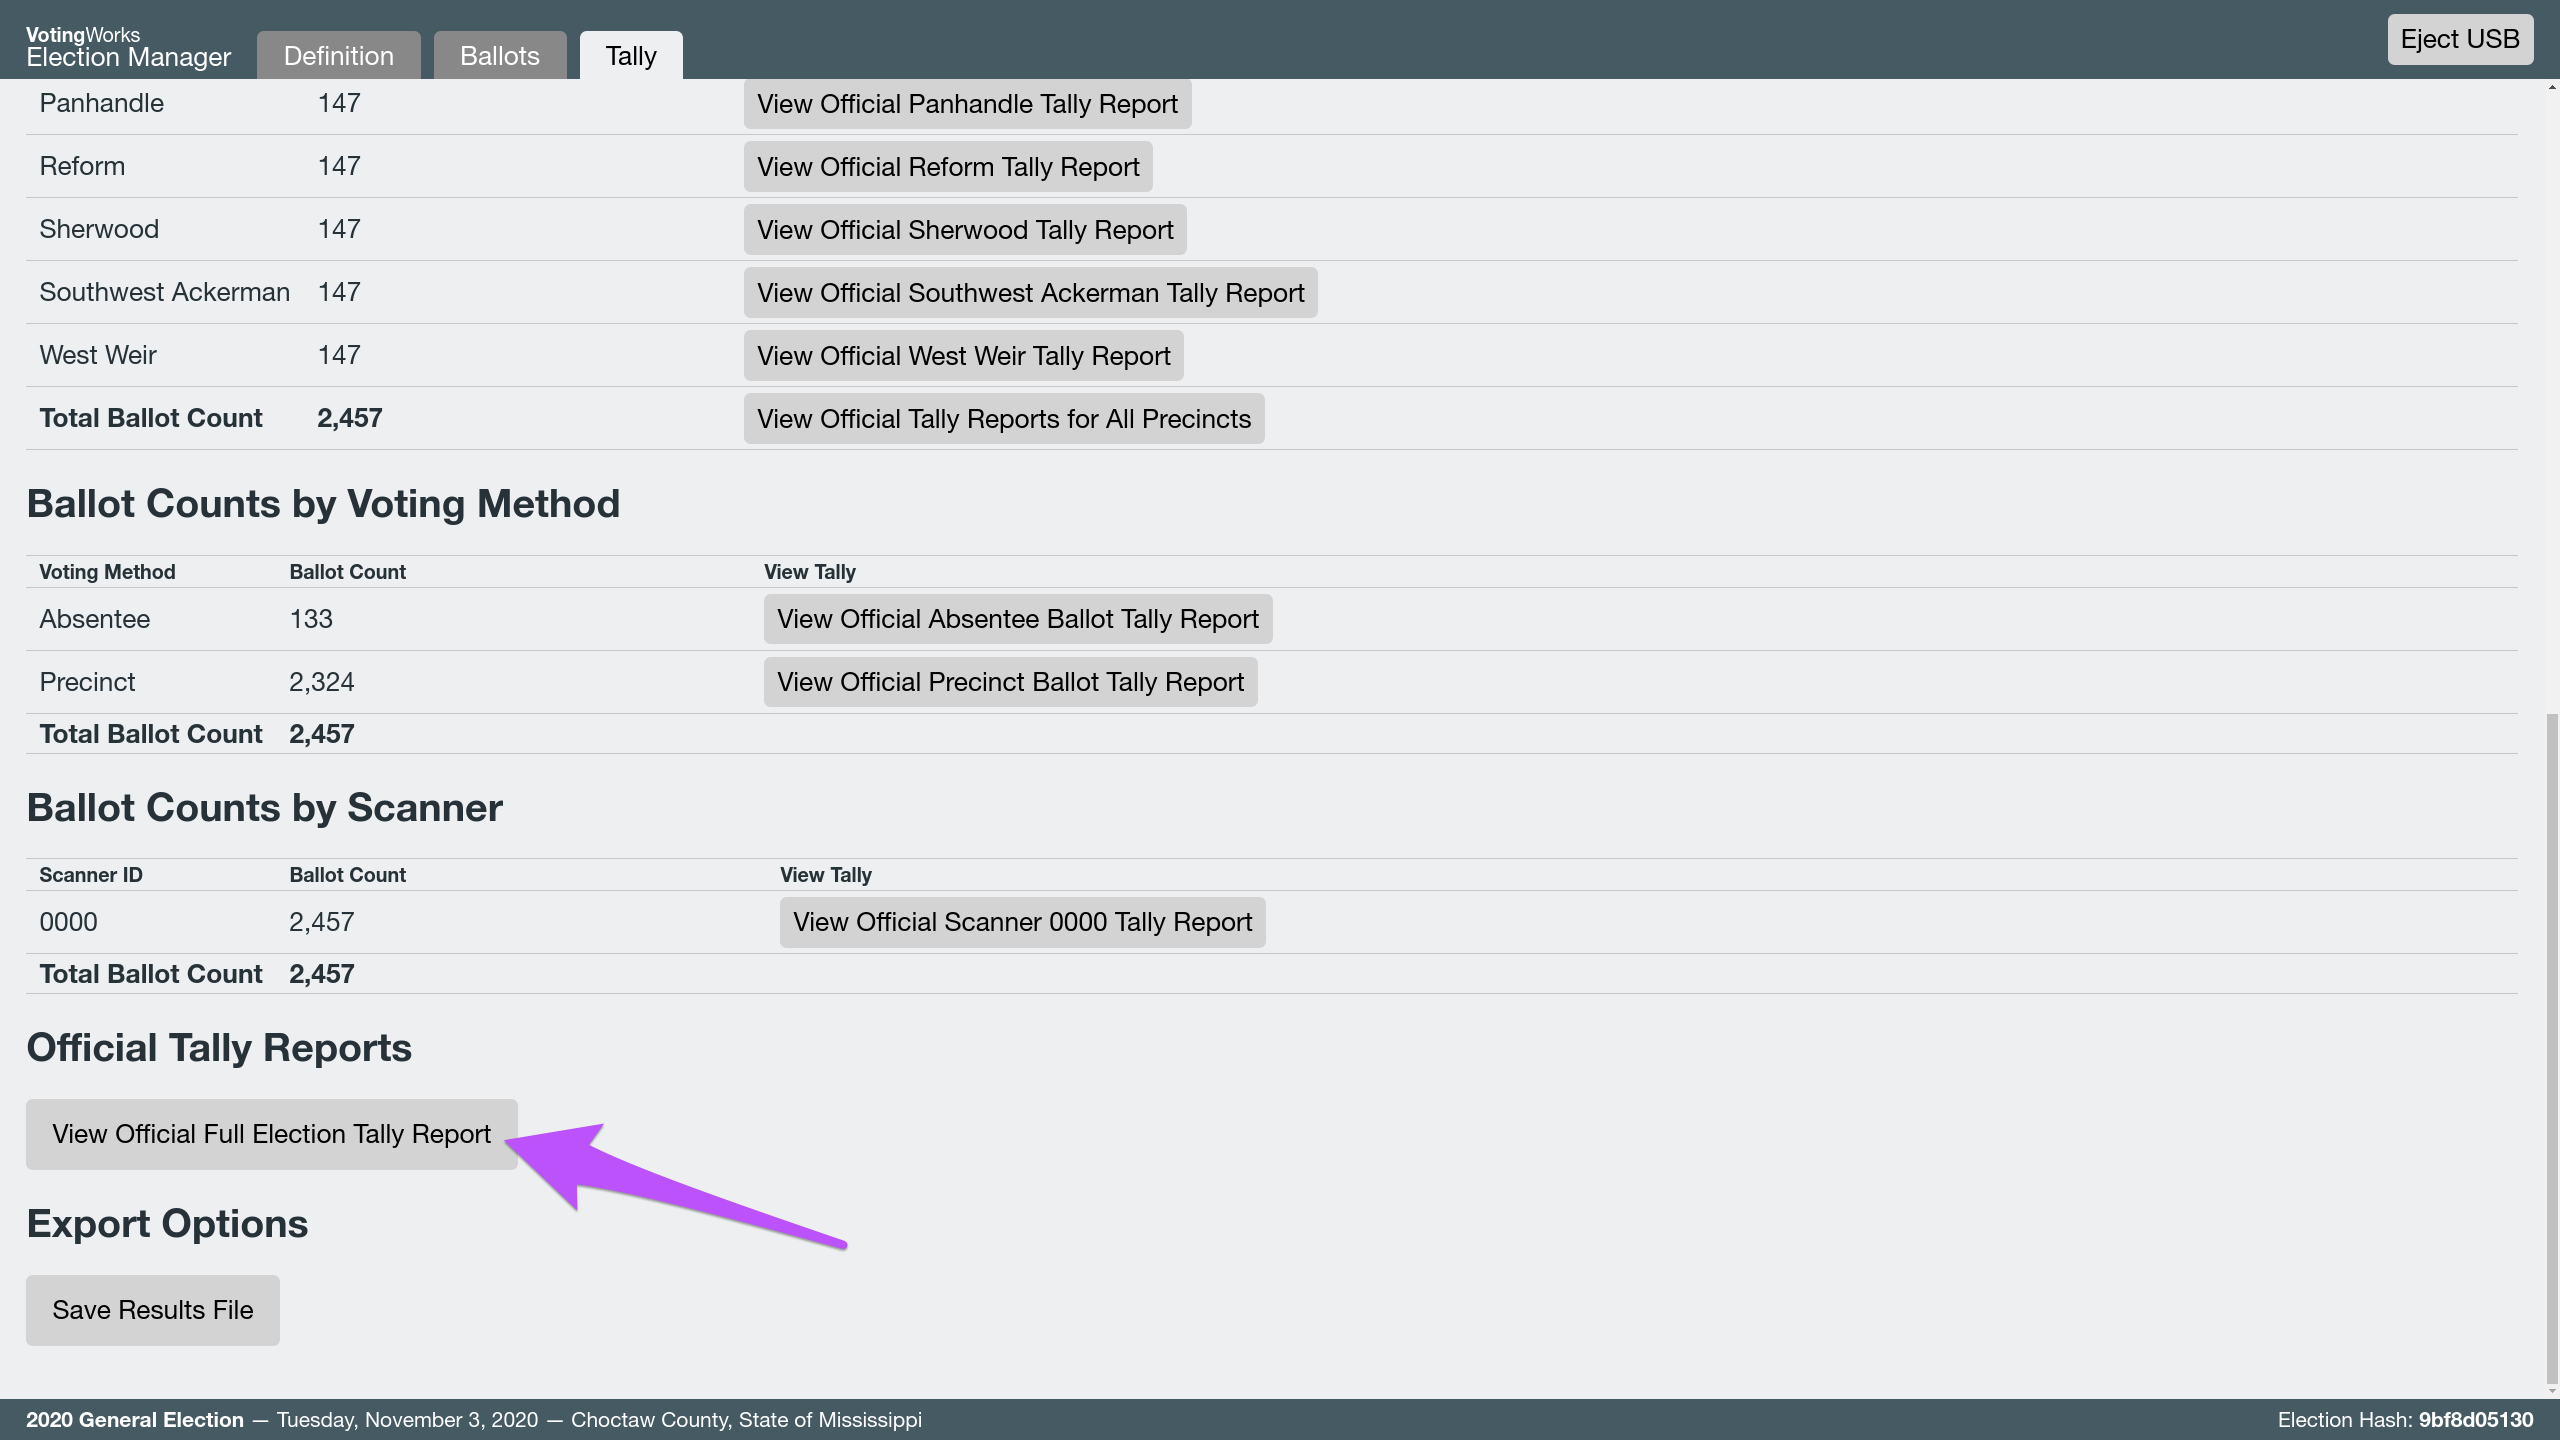 VotingWorks
Election Manager
Definition
Ballots
Tally
Eject USB
Panhandle 147 View Official Panhandle Tally Report
Reform 147 View Official Reform Tally Report
Sherwood 147 View Official Sherwood Tally Report
Southwest Ackerman 147 View Official Southwest Ackerman Tally Report
West Weir 147 View Official West Weir Tally Report
Total Ballot Count 2,457 View Official Tally Reports for All Precincts
Ballot Counts by Voting Method
Voting Method Ballot Count View Tally
Absentee 133 View Official Absentee Ballot Tally Report
Precinct 2,324 View Official Precinct Ballot Tally Report
Total Ballot Count 2,457
Ballot Counts by Scanner
Scanner ID Ballot Count View Tally
0000 2,457 View Official Scanner 0000 Tally Report
Total Ballot Count 2,457
Official Tally Reports
View Official Full Election Tally Report
Export Options
Save Results File
2020 General Election — Tuesday, November 3, 2020 — Choctaw County, State of Mississippi
Election Hash: 9bf8d05130